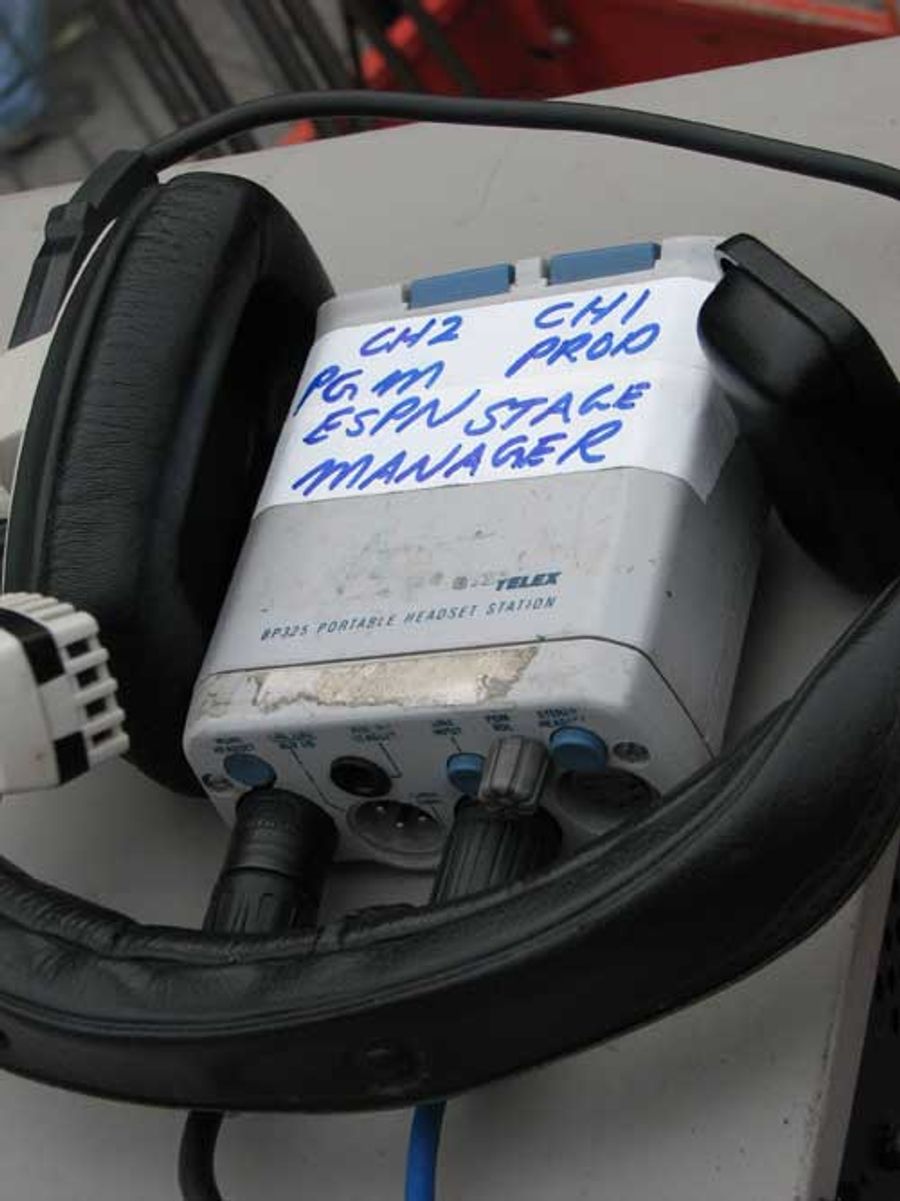 CH2 CH1
PGM PROD
ESPN STAGE
MANAGER
TELEX
BP325 PORTABLE HEADSET STATION